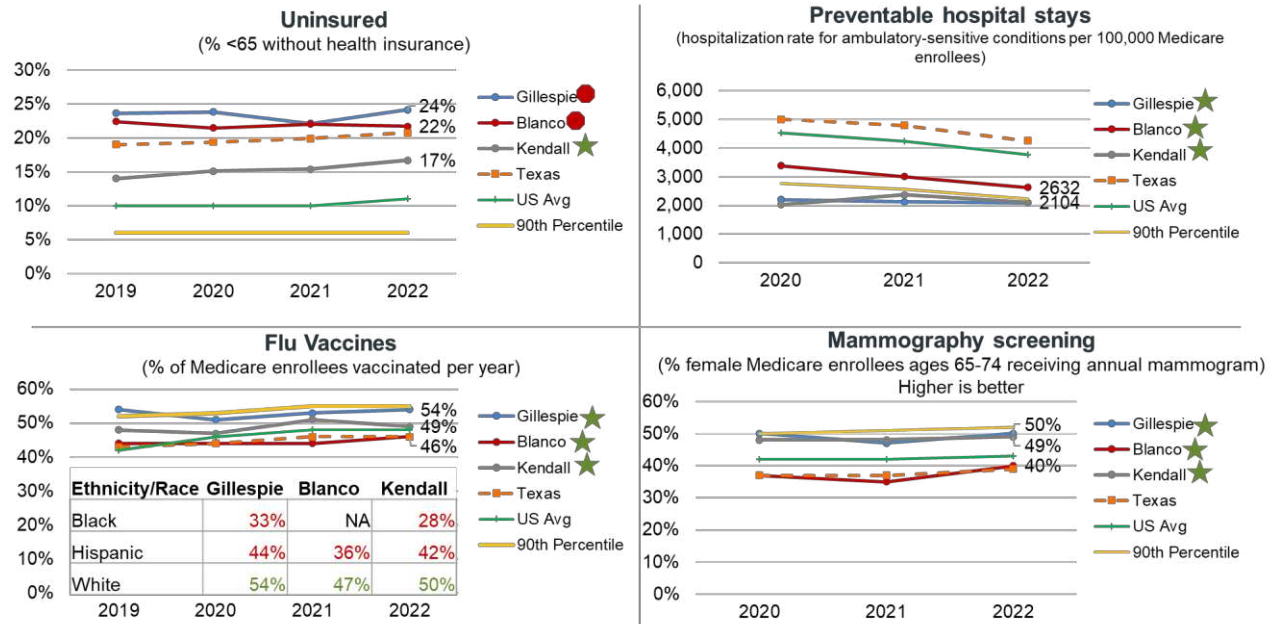 Uninsured
(% <65 without health insurance)
30%
25%
20%
15%
10%
5%
0%
2019 2020 2021 2022
24%
22%
17%
Gillespie
Blanco
Kendall
Texas
US Avg
90th Percentile
Preventable hospital stays
(hospitalization rate for ambulatory-sensitive conditions per 100,000 Medicare
enrollees)
6,000
5,000
4,000
3,000
2,000
1,000
0
2020 2021 2022
2632
2104
Gillespie
Blanco
Kendall
Texas
US Avg
90th Percentile
Flu Vaccines
(% of Medicare enrollees vaccinated per year)
60%
50%
40%
30%
20%
10%
0%
2019 2020 2021 2022
54%
49%
46%
Ethnicity/Race Gillespie Blanco Kendall
Black 33% NA 28%
Hispanic 44% 36% 42%
White 54% 47% 50%
Gillespie
Blanco
Kendall
Texas
US Avg
90th Percentile
Mammography screening
(% female Medicare enrollees ages 65-74 receiving annual mammogram)
Higher is better
60%
50%
40%
30%
20%
10%
0%
2020 2021 2022
50%
49%
40%
Gillespie
Blanco
Kendall
Texas
US Avg
90th Percentile